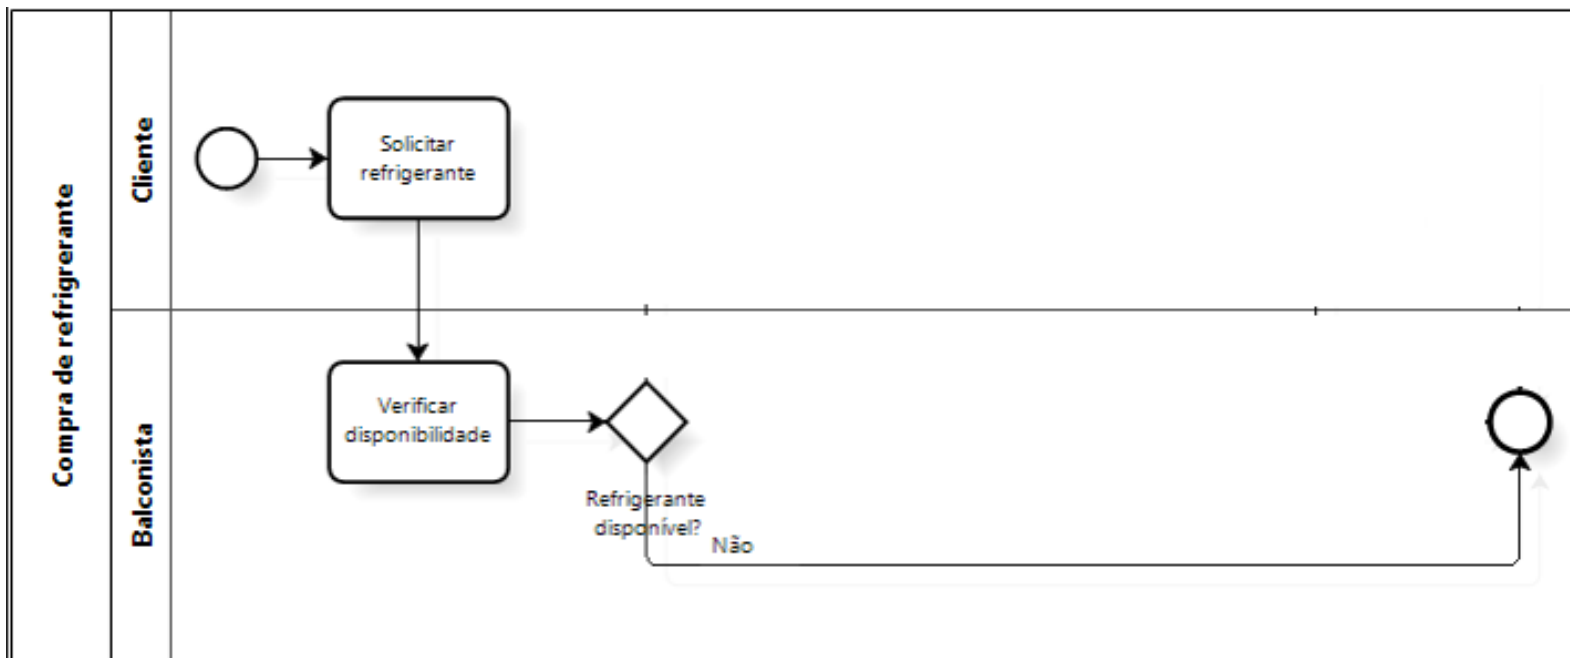 Compra de refrigrerante
Cliente
Solicitar
refrigerante
Balconista
Verificar
disponibilidade
Refrigerante
disponível?
Não